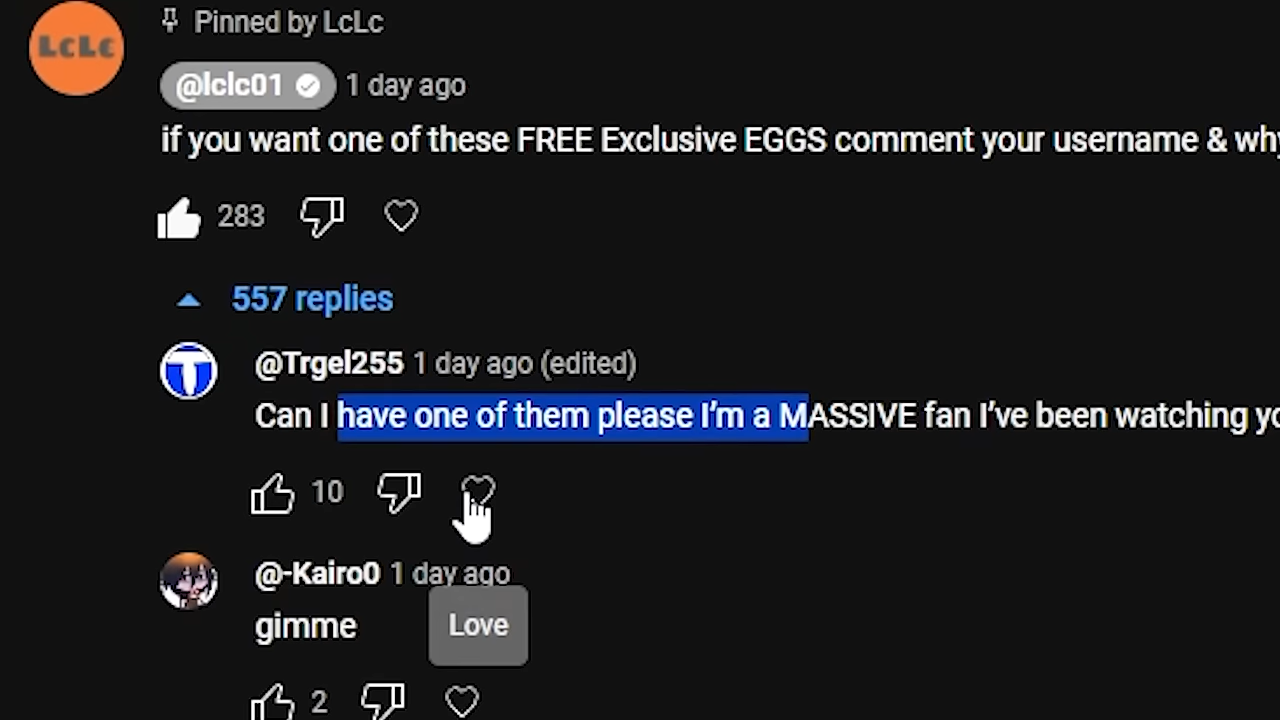 LcLc
Pinned by LcLc
@lclc01 1 day ago
if you want one of these FREE Exclusive EGGS comment your username & why
283
557 replies
@Trgel255 1 day ago (edited)
Can I have one of them please I’m a MASSIVE fan I’ve been watching yo
10
@-Kairo0 1 day ago
gimme
Love
2